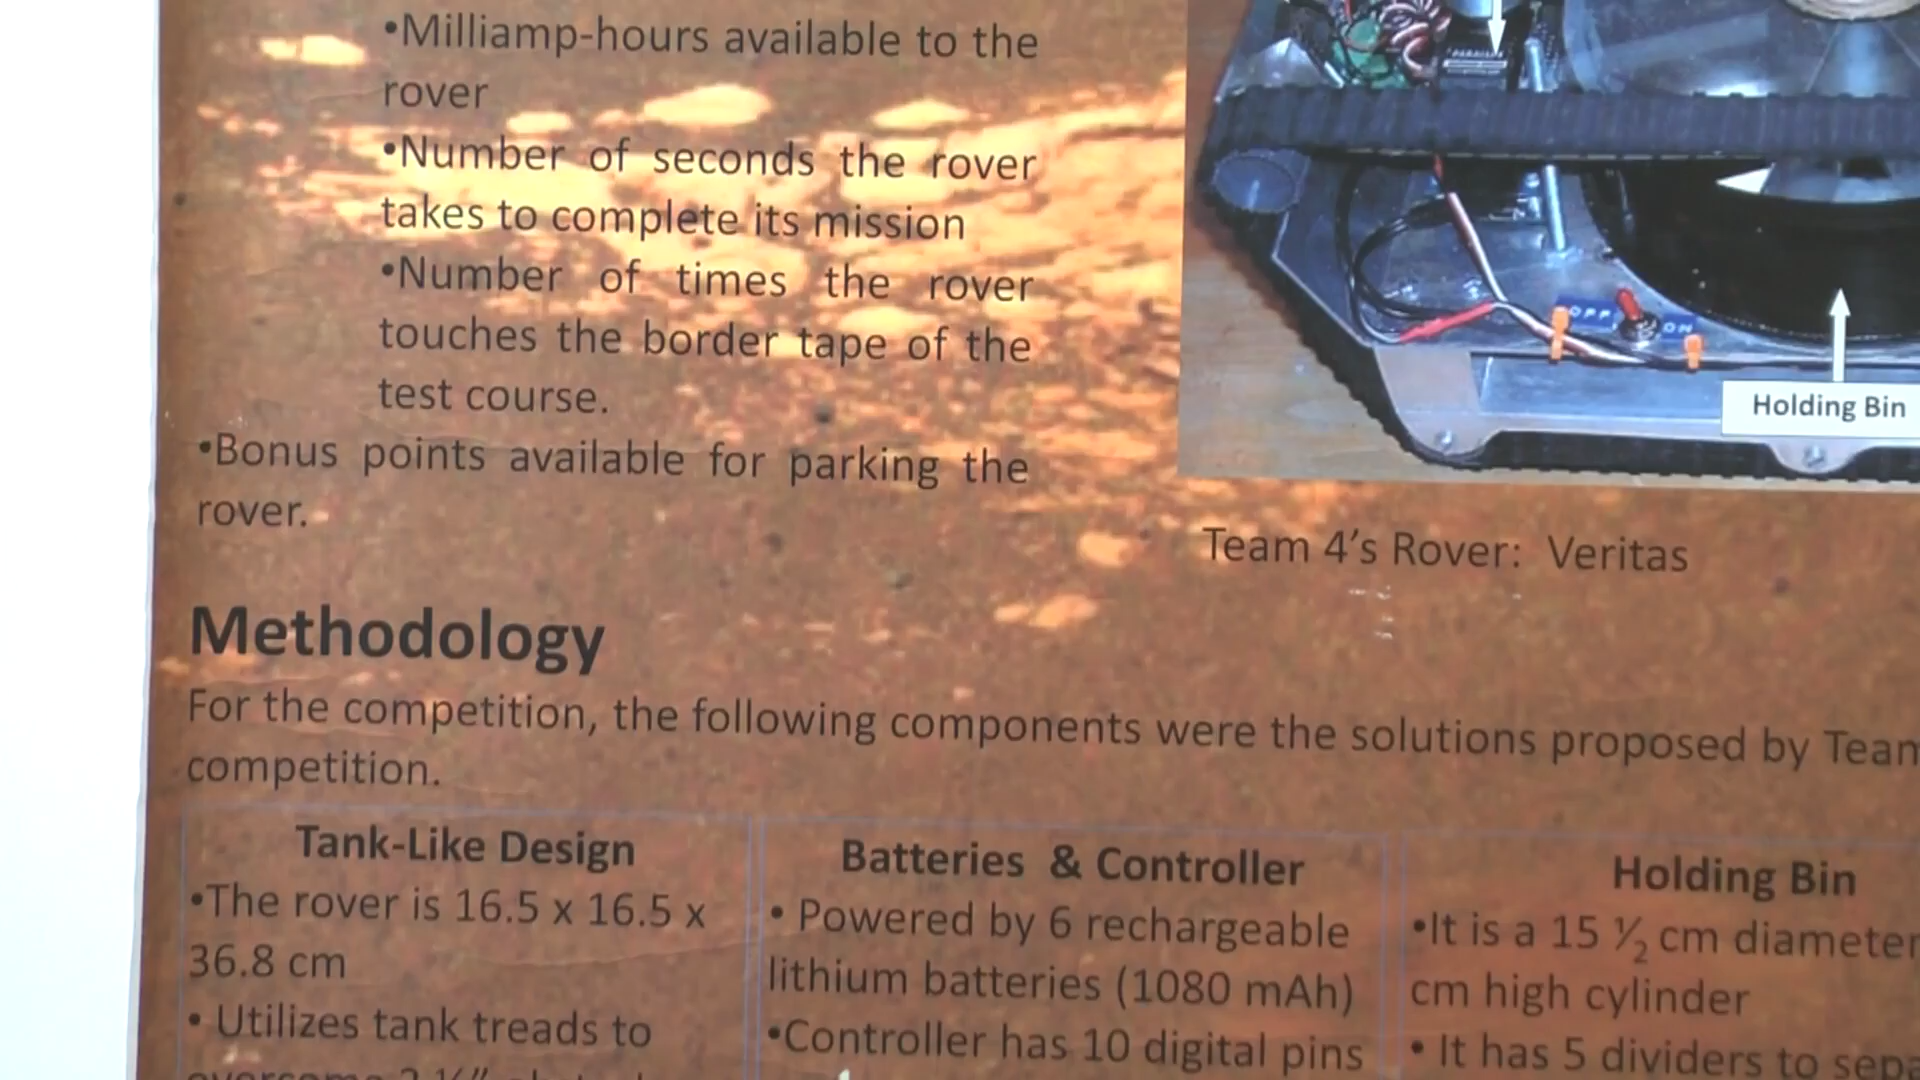 •Milliamp-hours available to the
rover
•Number of seconds the rover
takes to complete its mission
•Number of times the rover
touches the border tape of the
test course.
•Bonus points available for parking the
rover.
OFF
ON
Holding Bin
Team 4's Rover: Veritas
Methodology
For the competition, the following components were the solutions proposed by Team
competition.
Tank-Like Design
•The rover is 16.5 x 16.5 x
36.8 cm
• Utilizes tank treads to
Batteries & Controller
• Powered by 6 rechargeable
lithium batteries (1080 mAh)
•Controller has 10 digital pins
Holding Bin
•It is a 15 ½ cm diameter
cm high cylinder
• It has 5 dividers to sepa